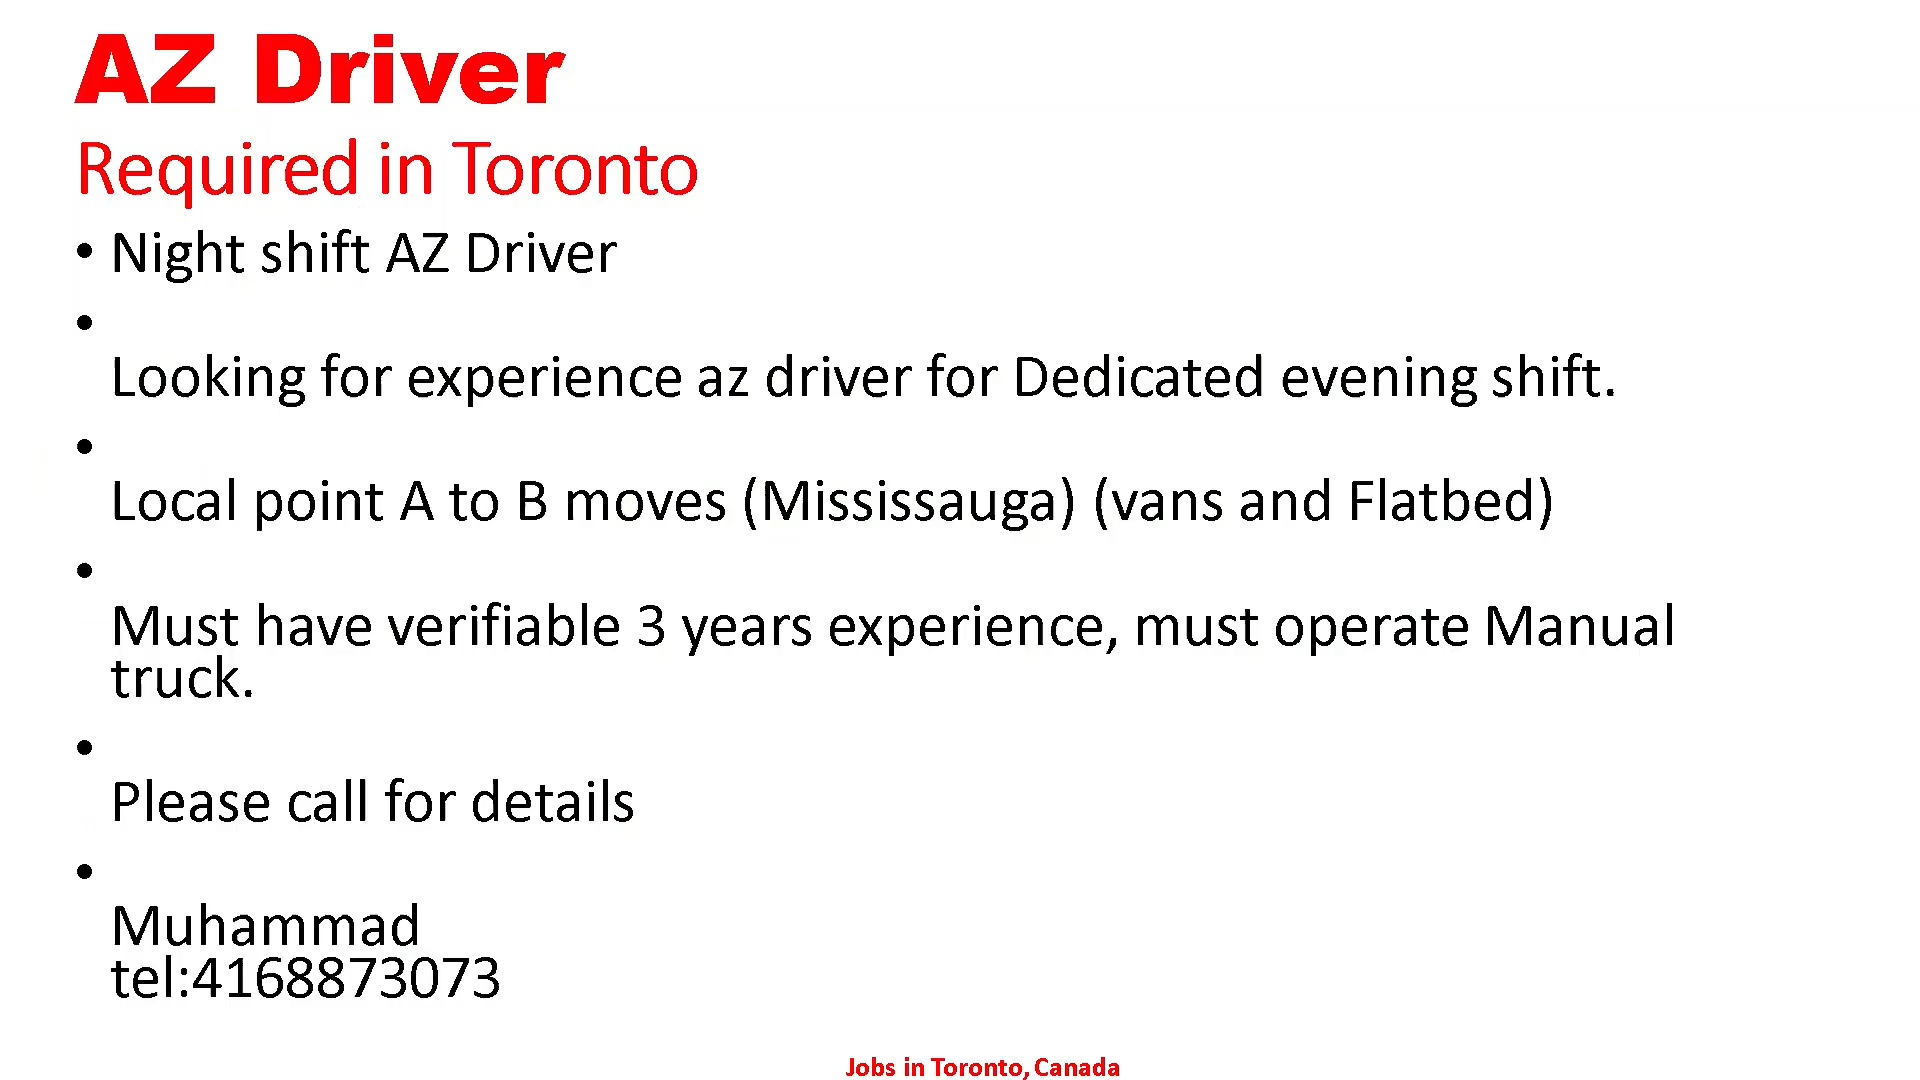 AZ Driver
Required in Toronto
• Night shift AZ Driver
•
Looking for experience az driver for Dedicated evening shift.
•
Local point A to B moves (Mississauga) (vans and Flatbed)
•
Must have verifiable 3 years experience, must operate Manual
truck.
•
Please call for details
•
Muhammad
tel:4168873073
Jobs in Toronto, Canada